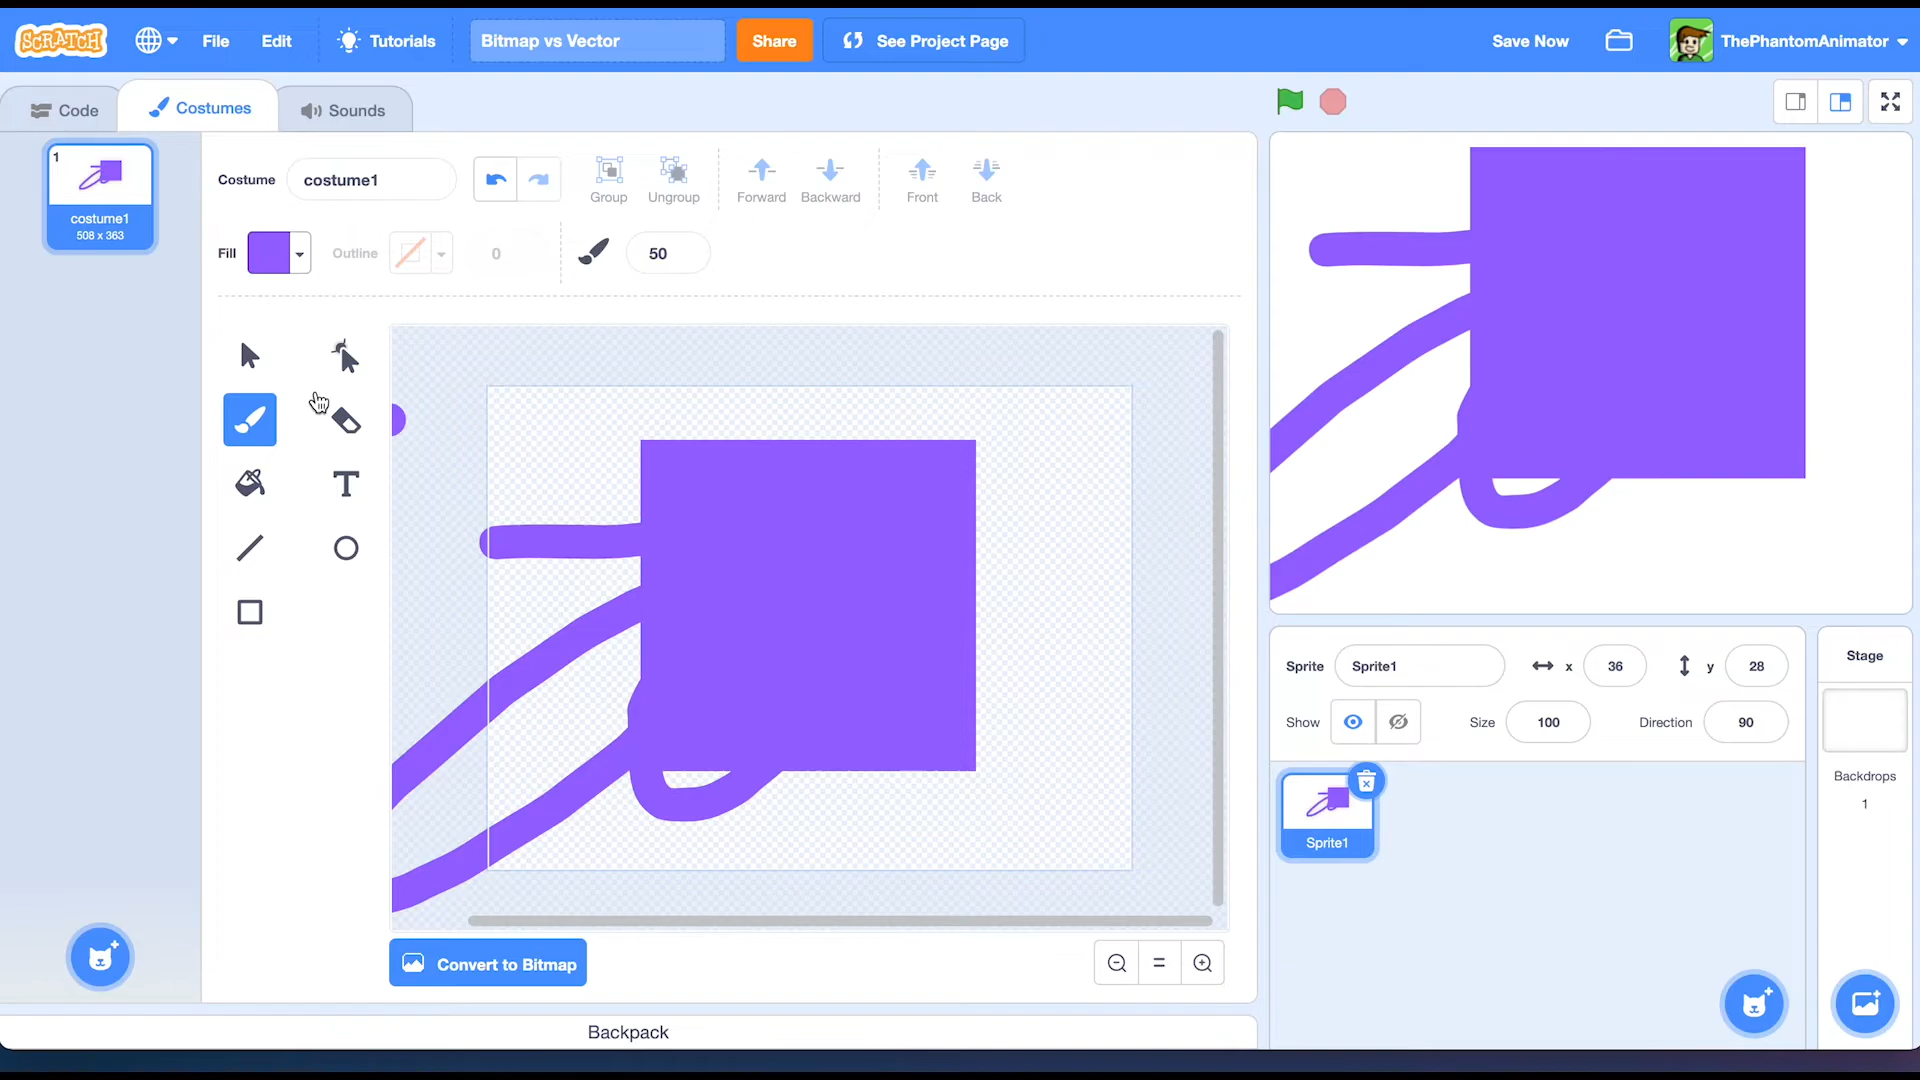 SCRATCH
File
Edit
Tutorials
Bitmap vs Vector
Share
See Project Page
Save Now
ThePhantomAnimator
Code
Costumes
Sounds
1
costume1
508 x 363
Costume
costume1
Group
Ungroup
Forward
Backward
Front
Back
Fill
Outline
0
50
T
Convert to Bitmap
=
Backpack
Sprite
Sprite1
x
36
y
28
Show
Size
100
Direction
90
Sprite1
Stage
Backdrops
1